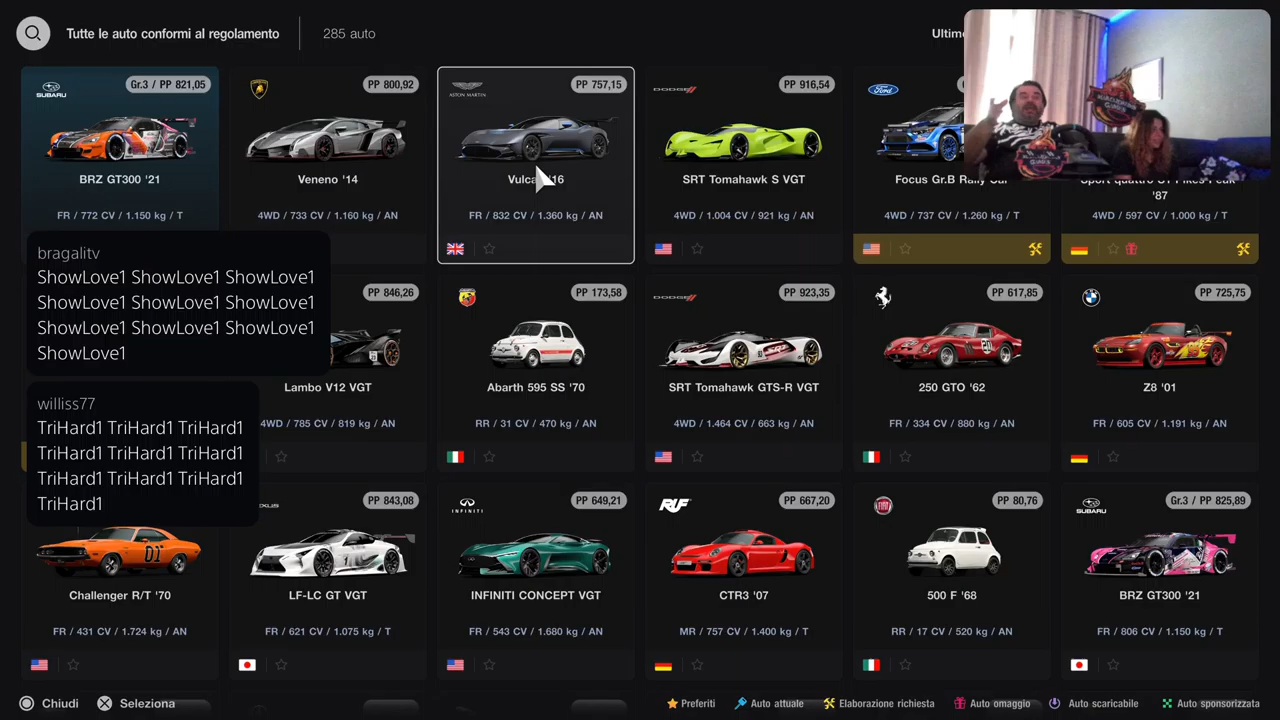 Tutte le auto conformi al regolamento
285 auto
Ultime
SUBARU
Gr.3 / PP 821,05
BRZ GT300 '21
FR / 772 CV / 1.150 kg / T
PP 800,92
Veneno '14
4WD / 733 CV / 1.160 kg / AN
ASTON MARTIN
PP 757,15
Vulcan '16
FR / 832 CV / 1.360 kg / AN
PP 916,54
SRT Tomahawk S VGT
4WD / 1.004 CV / 921 kg / AN
Ford
Focus Gr.B Rally Car
4WD / 737 CV / 1.260 kg / T
Sport quattro S1 Pikes Peak
'87
4WD / 597 CV / 1.000 kg / T
bragalitv
ShowLove1 ShowLove1 ShowLove1
ShowLove1 ShowLove1 ShowLove1
ShowLove1 ShowLove1 ShowLove1
ShowLove1
williss77
TriHard1 TriHard1 TriHard1
TriHard1 TriHard1 TriHard1
TriHard1 TriHard1 TriHard1
TriHard1
PP 846,26
Lambo V12 VGT
4WD / 785 CV / 819 kg / AN
PP 173,58
Abarth 595 SS '70
RR / 31 CV / 470 kg / AN
PP 923,35
SRT Tomahawk GTS-R VGT
4WD / 1.464 CV / 663 kg / AN
PP 617,85
250 GTO '62
FR / 334 CV / 880 kg / AN
PP 725,75
Z8 '01
FR / 605 CV / 1.191 kg / AN
01
Challenger R/T '70
FR / 431 CV / 1.724 kg / AN
PP 843,08
LF-LC GT VGT
FR / 621 CV / 1.075 kg / T
INFINITI
PP 649,21
INFINITI CONCEPT VGT
FR / 543 CV / 1.680 kg / AN
RUF
PP 667,20
CTR3 '07
MR / 757 CV / 1.400 kg / T
FIAT
PP 80,76
500 F '68
RR / 17 CV / 520 kg / AN
SUBARU
Gr.3 / PP 825,89
BRZ GT300 '21
FR / 806 CV / 1.150 kg / T
Chiudi
Seleziona
Preferiti
Auto attuale
Elaborazione richiesta
Auto omaggio
Auto scaricabile
Auto sponsorizzata